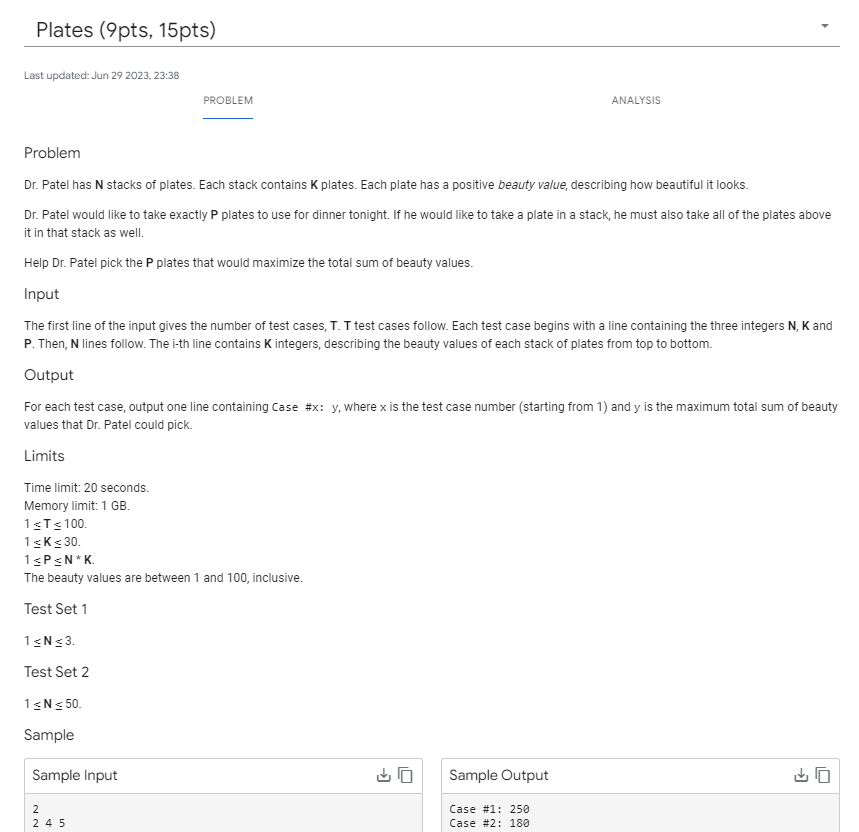 Plates (9pts, 15pts)
Last updated: Jun 29 2023, 23:38
PROBLEM
ANALYSIS
Problem
Dr. Patel has N stacks of plates. Each stack contains K plates. Each plate has a positive beauty value, describing how beautiful it looks.
Dr. Patel would like to take exactly P plates to use for dinner tonight. If he would like to take a plate in a stack, he must also take all of the plates above
it in that stack as well.
Help Dr. Patel pick the P plates that would maximize the total sum of beauty values.
Input
The first line of the input gives the number of test cases, T. T test cases follow. Each test case begins with a line containing the three integers N, K and
P. Then, N lines follow. The i-th line contains K integers, describing the beauty values of each stack of plates from top to bottom.
Output
For each test case, output one line containing Case #x: y, where x is the test case number (starting from 1) and y is the maximum total sum of beauty
values that Dr. Patel could pick.
Limits
Time limit: 20 seconds.
Memory limit: 1 GB.
1 ≤ T ≤ 100.
1 ≤ K ≤ 30.
1 ≤ P ≤ N * K.
The beauty values are between 1 and 100, inclusive.
Test Set 1
1 ≤ N ≤ 3.
Test Set 2
1 ≤ N ≤ 50.
Sample
Sample Input
2
2 4 5
Sample Output
Case #1: 250
Case #2: 180